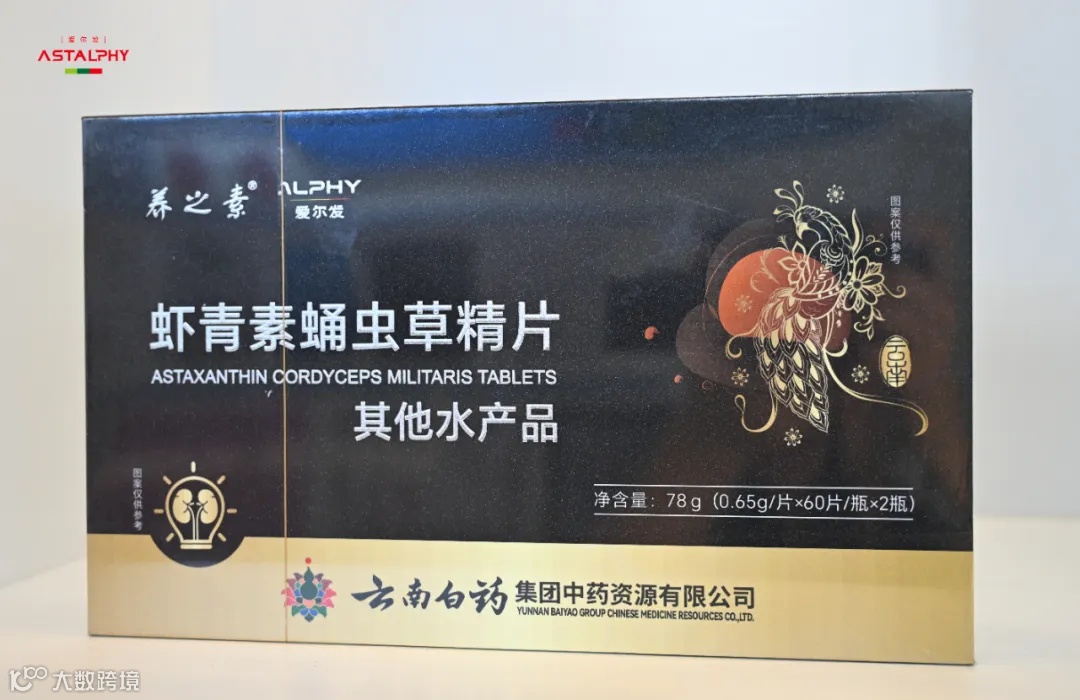 |爱尔发|
ASTALPHY
养之素®
ALPHY
爱尔发
图案仅供参考
虾青素蛹虫草精片
ASTAXANTHIN CORDYCEPS MILITARIS TABLETS
其他水产品
云南
图案仅供参考
净含量：78g（0.65g/片×60片/瓶×2瓶）
云南白药集团中药资源有限公司
YUNNAN BAIYAO GROUP CHINESE MEDICINE RESOURCES CO.,LTD.
大数跨境